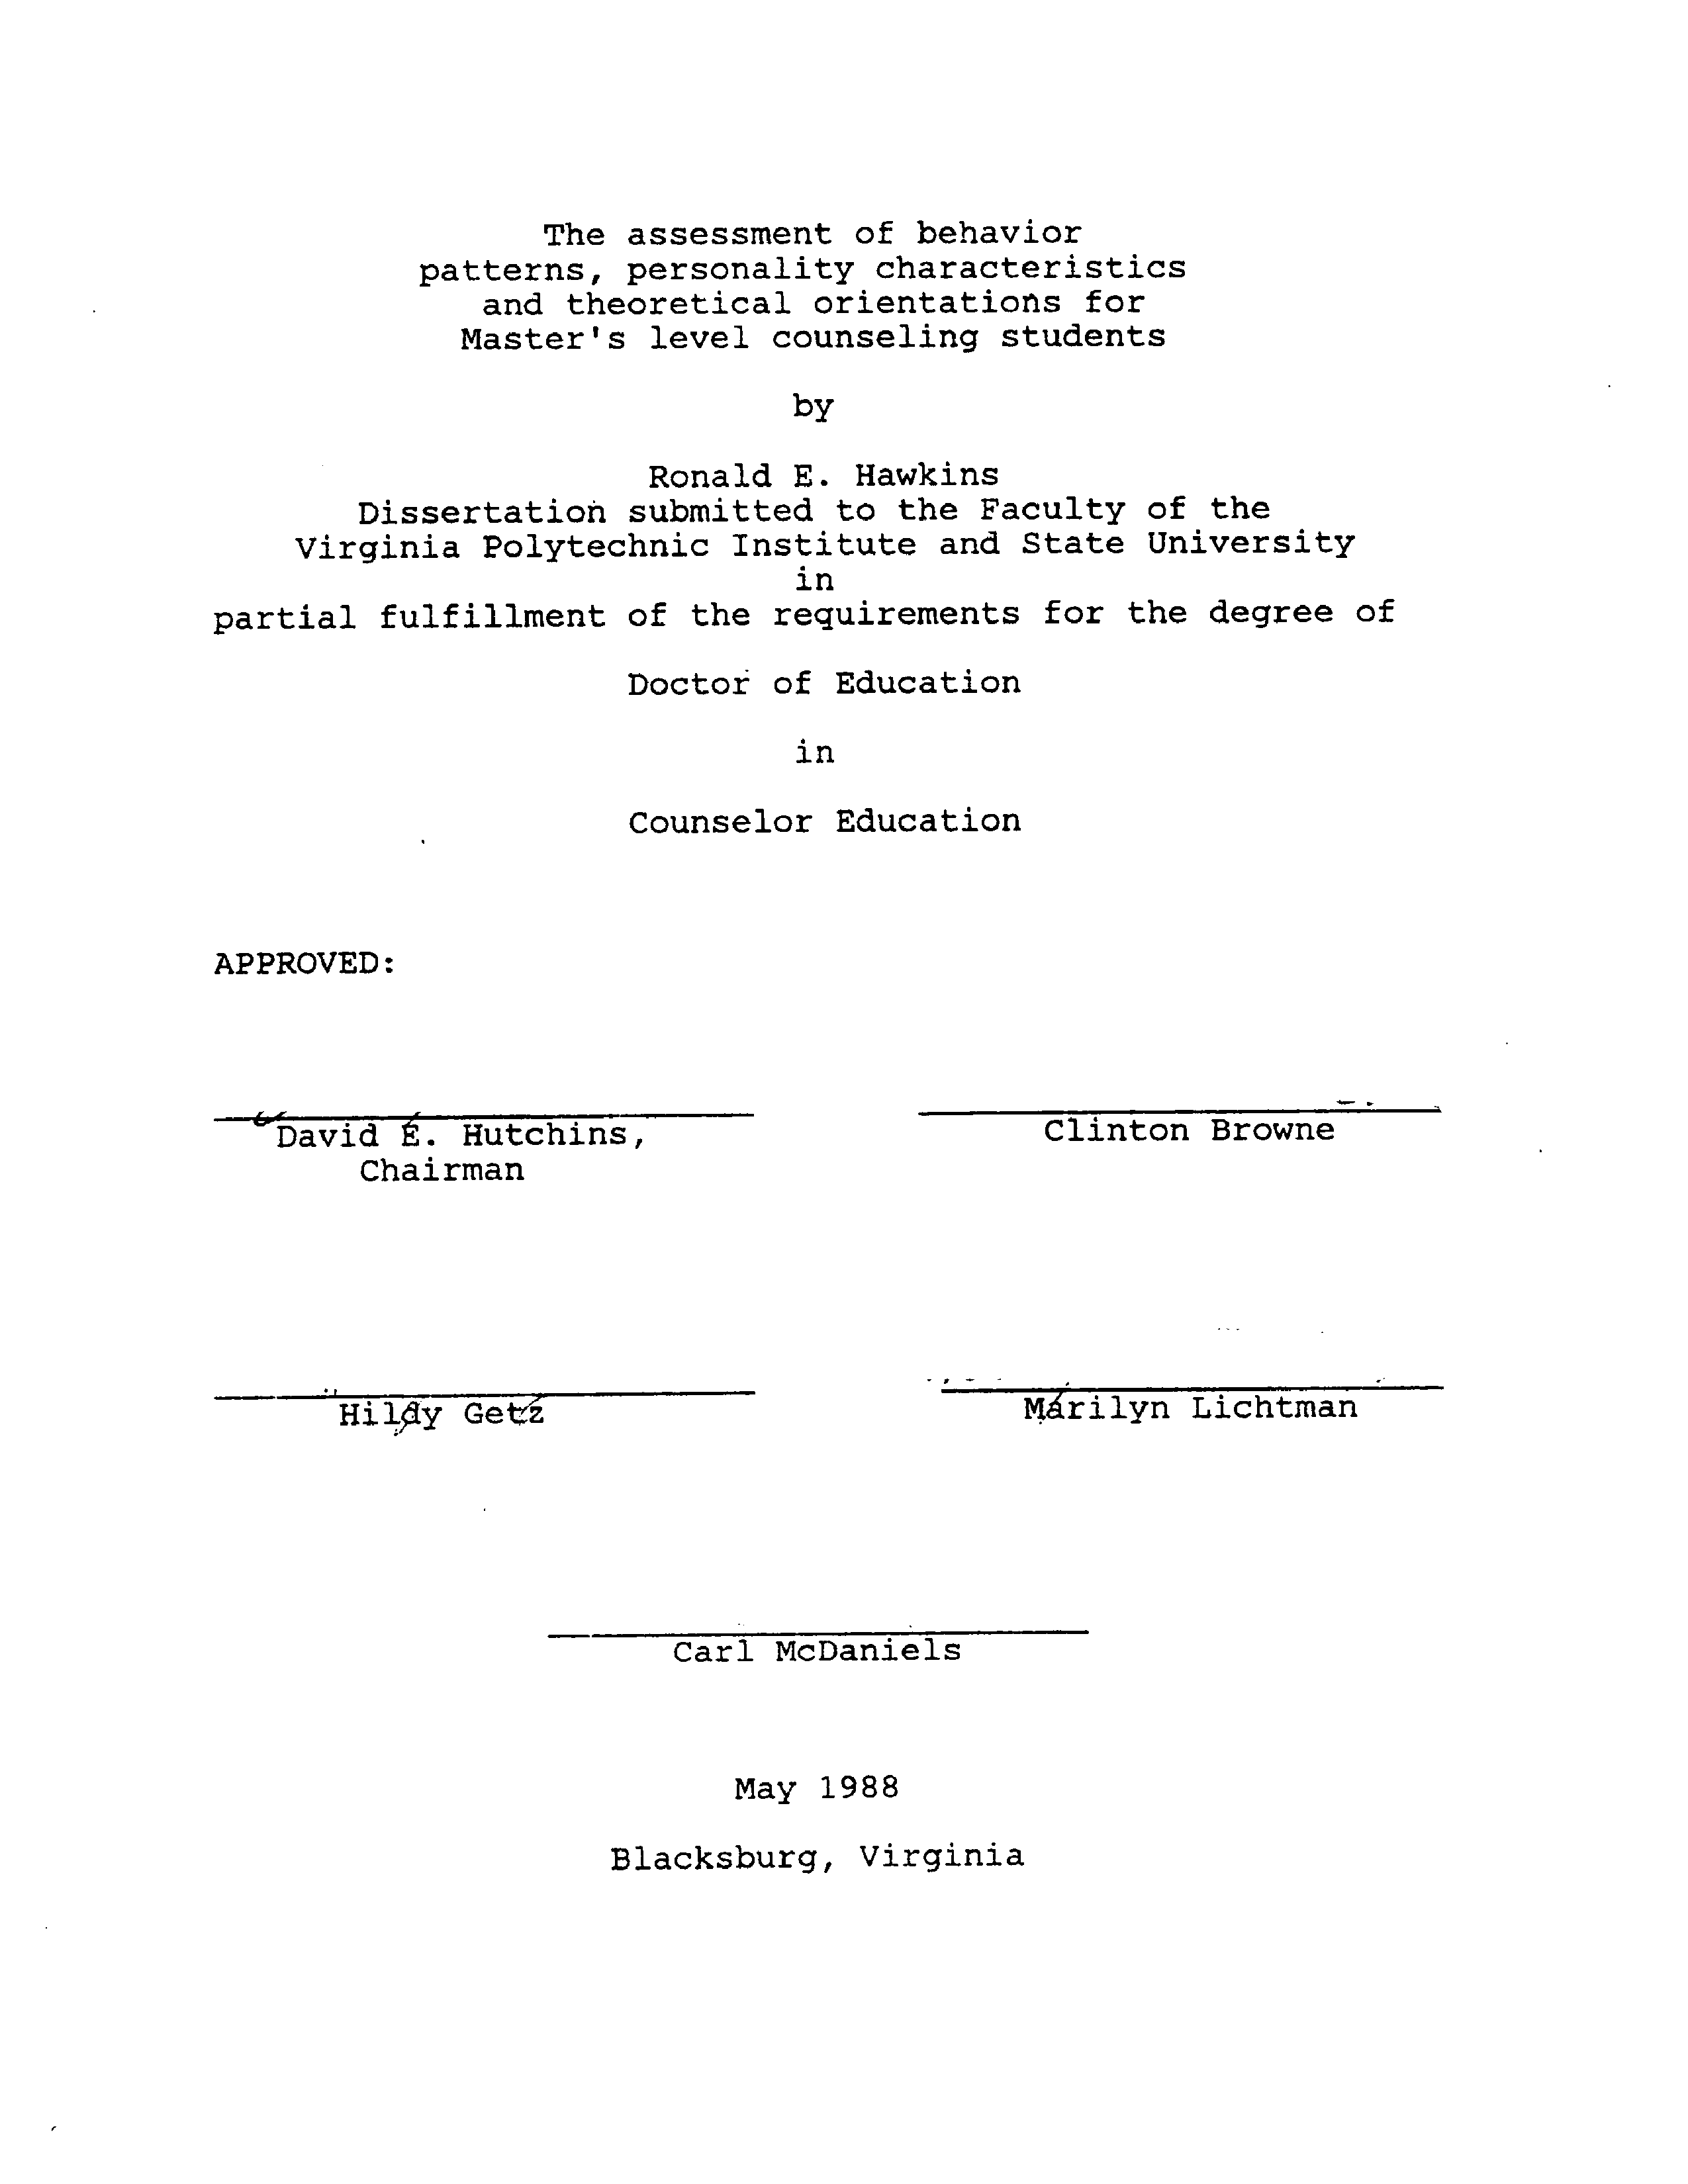 The assessment of behavior
patterns, personality characteristics
and theoretical orientations for
Master's level counseling students
by
Ronald E. Hawkins
Dissertation submitted to the Faculty of the
Virginia Polytechnic Institute and State University
in
partial fulfillment of the requirements for the degree of
Doctor of Education
in
Counselor Education
APPROVED:
David E. Hutchins,
Chairman
Clinton Browne
Hildy Getz
Marilyn Lichtman
Carl McDaniels
May 1988
Blacksburg, Virginia